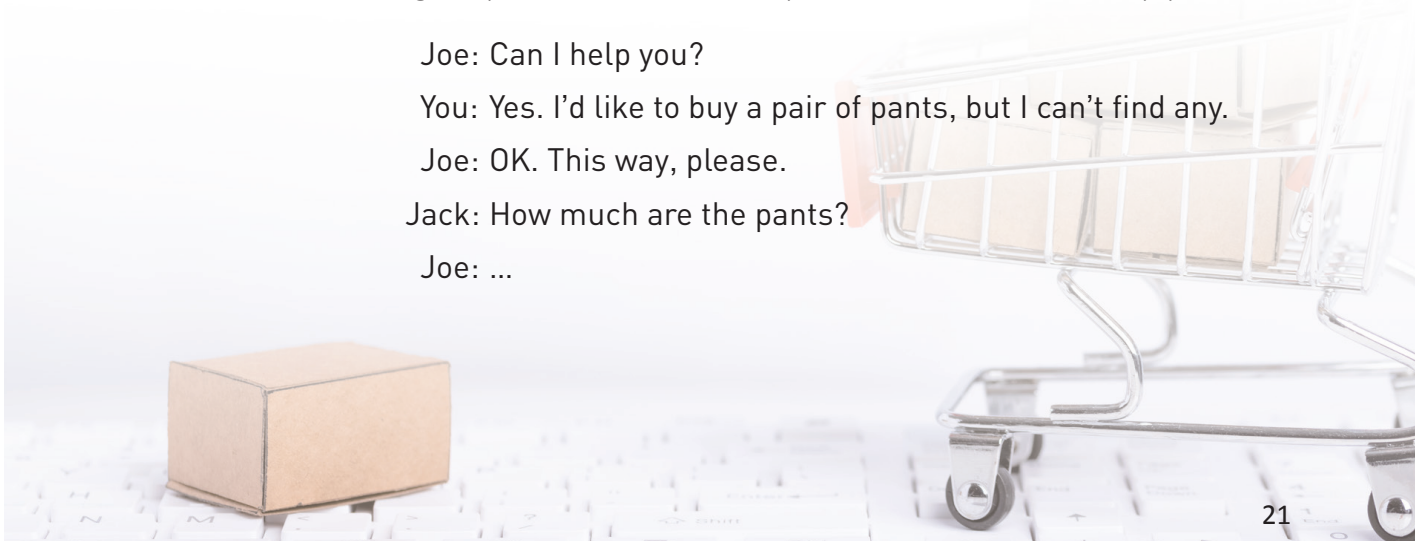 Joe: Can I help you?
You: Yes. I'd like to buy a pair of pants, but I can't find any.
Joe: OK. This way, please.
Jack: How much are the pants?
Joe: ...
21